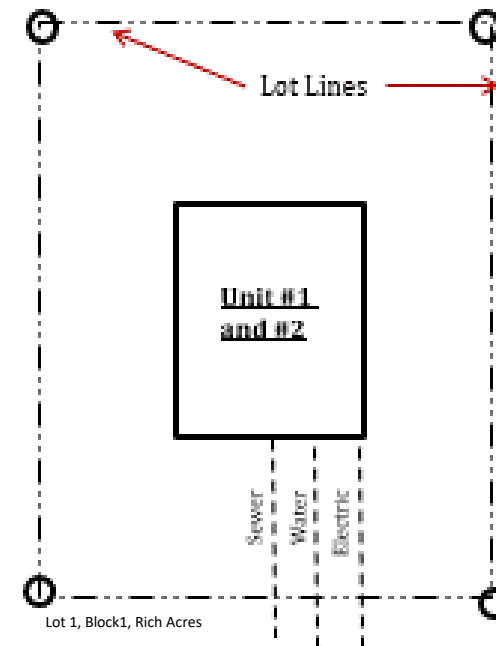 Lot Lines
Unit #1
and #2
Sewer
Water
Electric
Lot 1, Block1, Rich Acres